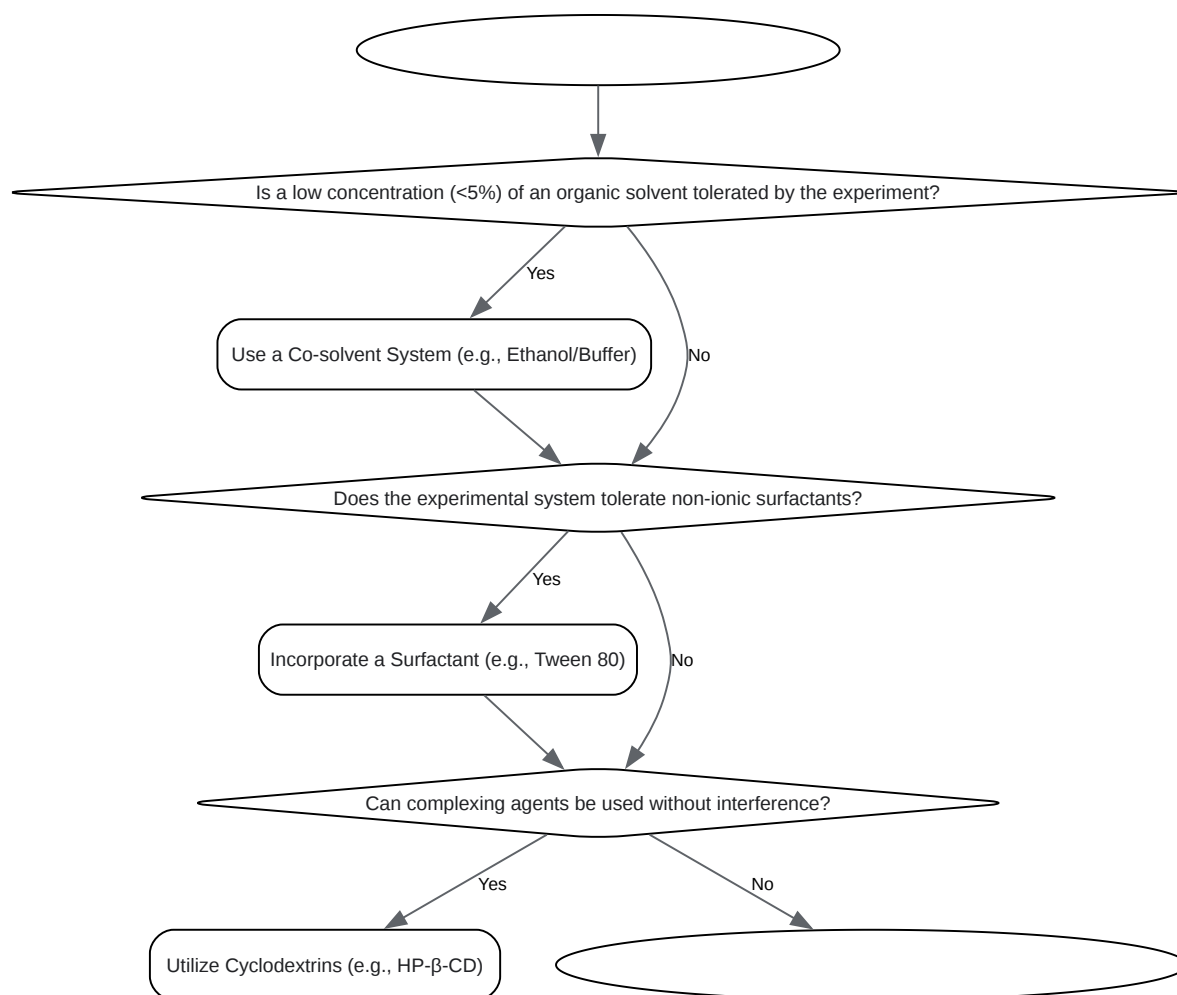 Is a low concentration (<5%) of an organic solvent tolerated by the experiment?
Yes
Use a Co-solvent System (e.g., Ethanol/Buffer)
No
Does the experimental system tolerate non-ionic surfactants?
Yes
Incorporate a Surfactant (e.g., Tween 80)
No
Can complexing agents be used without interference?
Yes
No
Utilize Cyclodextrins (e.g., HP-β-CD)